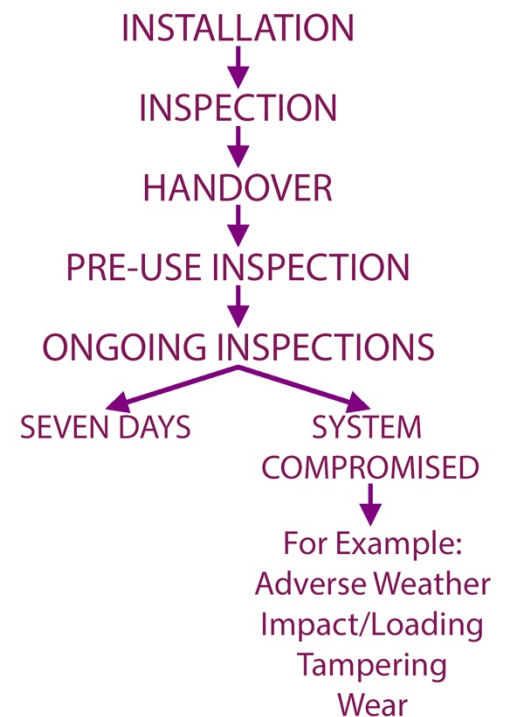 INSTALLATION
INSPECTION
HANDOVER
PRE-USE INSPECTION
ONGOING INSPECTIONS
SEVEN DAYS
SYSTEM
COMPROMISED
For Example:
Adverse Weather
Impact/Loading
Tampering
Wear